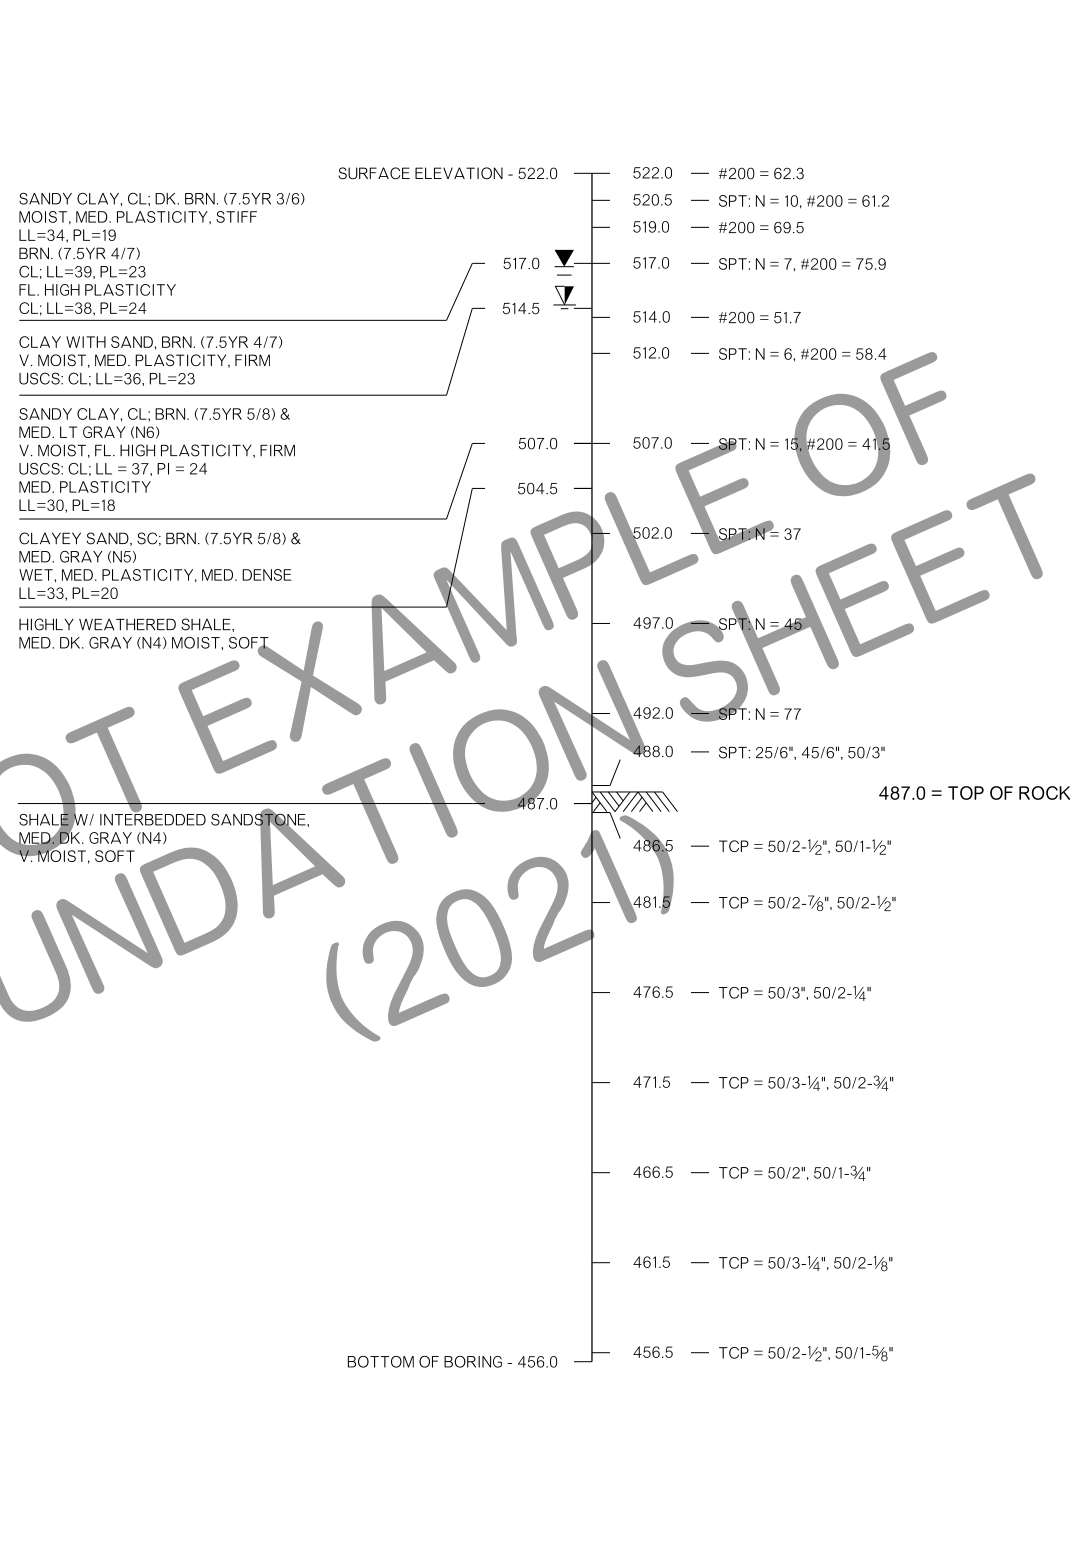 SURFACE ELEVATION - 522.0
522.0 — #200 = 62.3
SANDY CLAY, CL; DK. BRN. (7.5YR 3/6)
MOIST, MED. PLASTICITY, STIFF
LL=34, PL=19
BRN. (7.5YR 4/7)
CL; LL=39, PL=23
FL. HIGH PLASTICITY
CL; LL=38, PL=24
520.5 — SPT: N = 10, #200 = 61.2
519.0 — #200 = 69.5
517.0
517.0 — SPT: N = 7, #200 = 75.9
514.5
514.0 — #200 = 51.7
CLAY WITH SAND, BRN. (7.5YR 4/7)
V. MOIST, MED. PLASTICITY, FIRM
USCS: CL; LL=36, PL=23
512.0 — SPT: N = 6, #200 = 58.4
SANDY CLAY, CL; BRN. (7.5YR 5/8) &
MED. LT GRAY (N6)
V. MOIST, FL. HIGH PLASTICITY, FIRM
USCS: CL; LL = 37, PI = 24
MED. PLASTICITY
LL=30, PL=18
507.0
507.0 — SPT: N = 15, #200 = 41.5
504.5
CLAYEY SAND, SC; BRN. (7.5YR 5/8) &
MED. GRAY (N5)
WET, MED. PLASTICITY, MED. DENSE
LL=33, PL=20
502.0 — SPT: N = 37
HIGHLY WEATHERED SHALE,
MED. DK. GRAY (N4) MOIST, SOFT
497.0 — SPT: N = 45
492.0 — SPT: N = 77
488.0 — SPT: 25/6", 45/6", 50/3"
487.0 = TOP OF ROCK
487.0
SHALE W/ INTERBEDDED SANDSTONE,
MED. DK. GRAY (N4)
V. MOIST, SOFT
486.5 — TCP = 50/2-½", 50/1-½"
481.5 — TCP = 50/2-⅞", 50/2-½"
476.5 — TCP = 50/3", 50/2-¼"
471.5 — TCP = 50/3-¼", 50/2-¾"
466.5 — TCP = 50/2", 50/1-¾"
461.5 — TCP = 50/3-¼", 50/2-⅛"
456.5 — TCP = 50/2-½", 50/1-⅝"
BOTTOM OF BORING - 456.0
OT EXAMPLE OF
UNDATION SHEET
(2021)